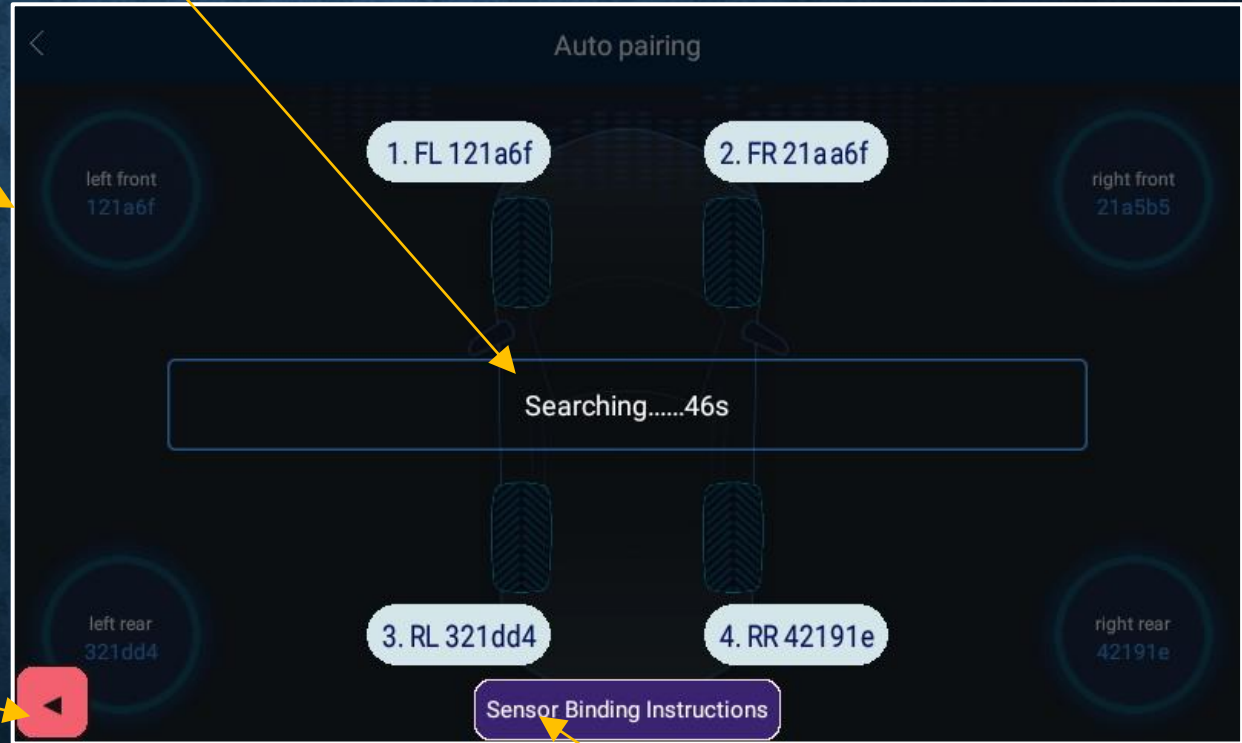 Auto pairing
1. FL 121a6f
2. FR 21aa6f
left front
121a6f
right front
21a5b5
Searching......46s
left rear
321dd4
3. RL 321dd4
4. RR 42191e
right rear
42191e
Sensor Binding Instructions